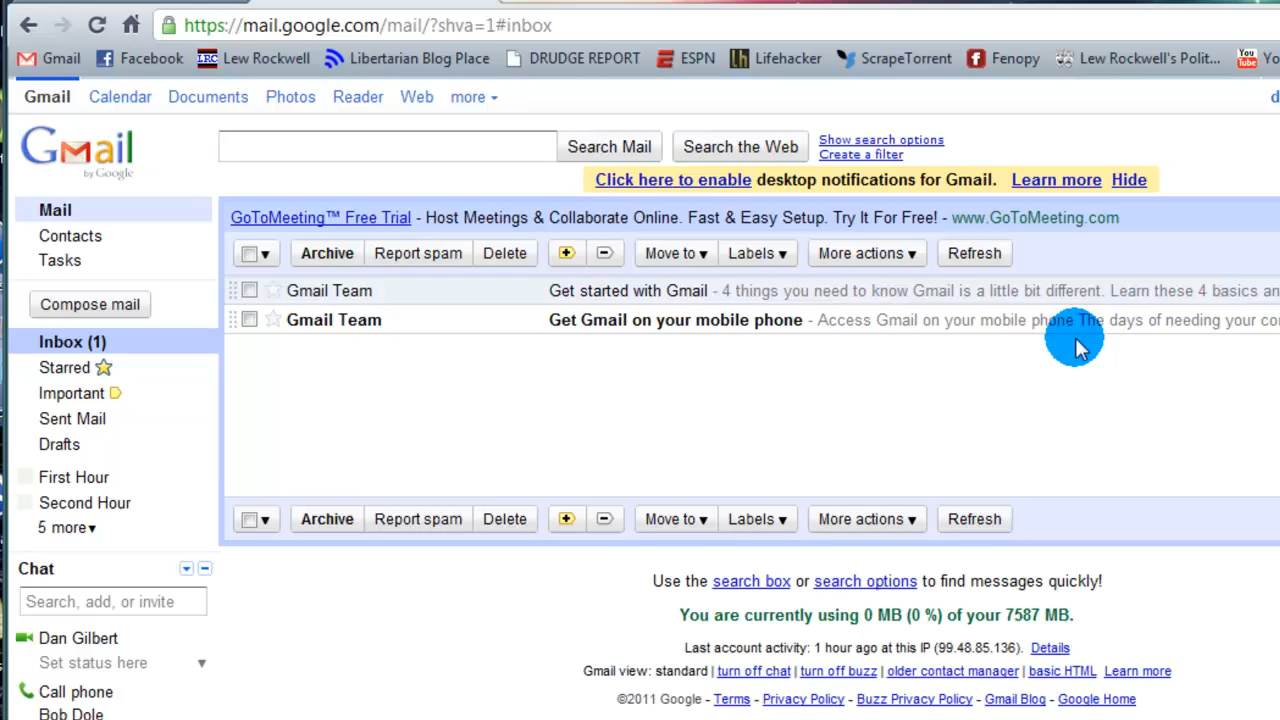 https://mail.google.com/mail/?shva=1#inbox
Gmail Facebook LRC Lew Rockwell Libertarian Blog Place DRUDGE REPORT ESPN lh Lifehacker ScrapeTorrent Fenopy Lew Rockwell's Polit... You Tube Yo
Gmail Calendar Documents Photos Reader Web more d
Gmail by Google
Search Mail Search the Web Show search options
Create a filter
Click here to enable desktop notifications for Gmail. Learn more Hide
Mail
Contacts
Tasks
Compose mail
Inbox (1)
Starred
Important
Sent Mail
Drafts
First Hour
Second Hour
5 more▾
GoToMeeting™ Free Trial - Host Meetings & Collaborate Online. Fast & Easy Setup. Try It For Free! - www.GoToMeeting.com
Archive Report spam Delete Move to ▾ Labels ▾ More actions ▾ Refresh
Gmail Team Get started with Gmail - 4 things you need to know Gmail is a little bit different. Learn these 4 basics an
Gmail Team Get Gmail on your mobile phone - Access Gmail on your mobile phone The days of needing your co
Archive Report spam Delete Move to ▾ Labels ▾ More actions ▾ Refresh
Chat
Search, add, or invite
Dan Gilbert
Set status here ▾
Call phone
Bob Dole
Use the search box or search options to find messages quickly!
You are currently using 0 MB (0 %) of your 7587 MB.
Last account activity: 1 hour ago at this IP (99.48.85.136). Details
Gmail view: standard | turn off chat | turn off buzz | older contact manager | basic HTML Learn more
©2011 Google - Terms - Privacy Policy - Buzz Privacy Policy - Gmail Blog - Google Home